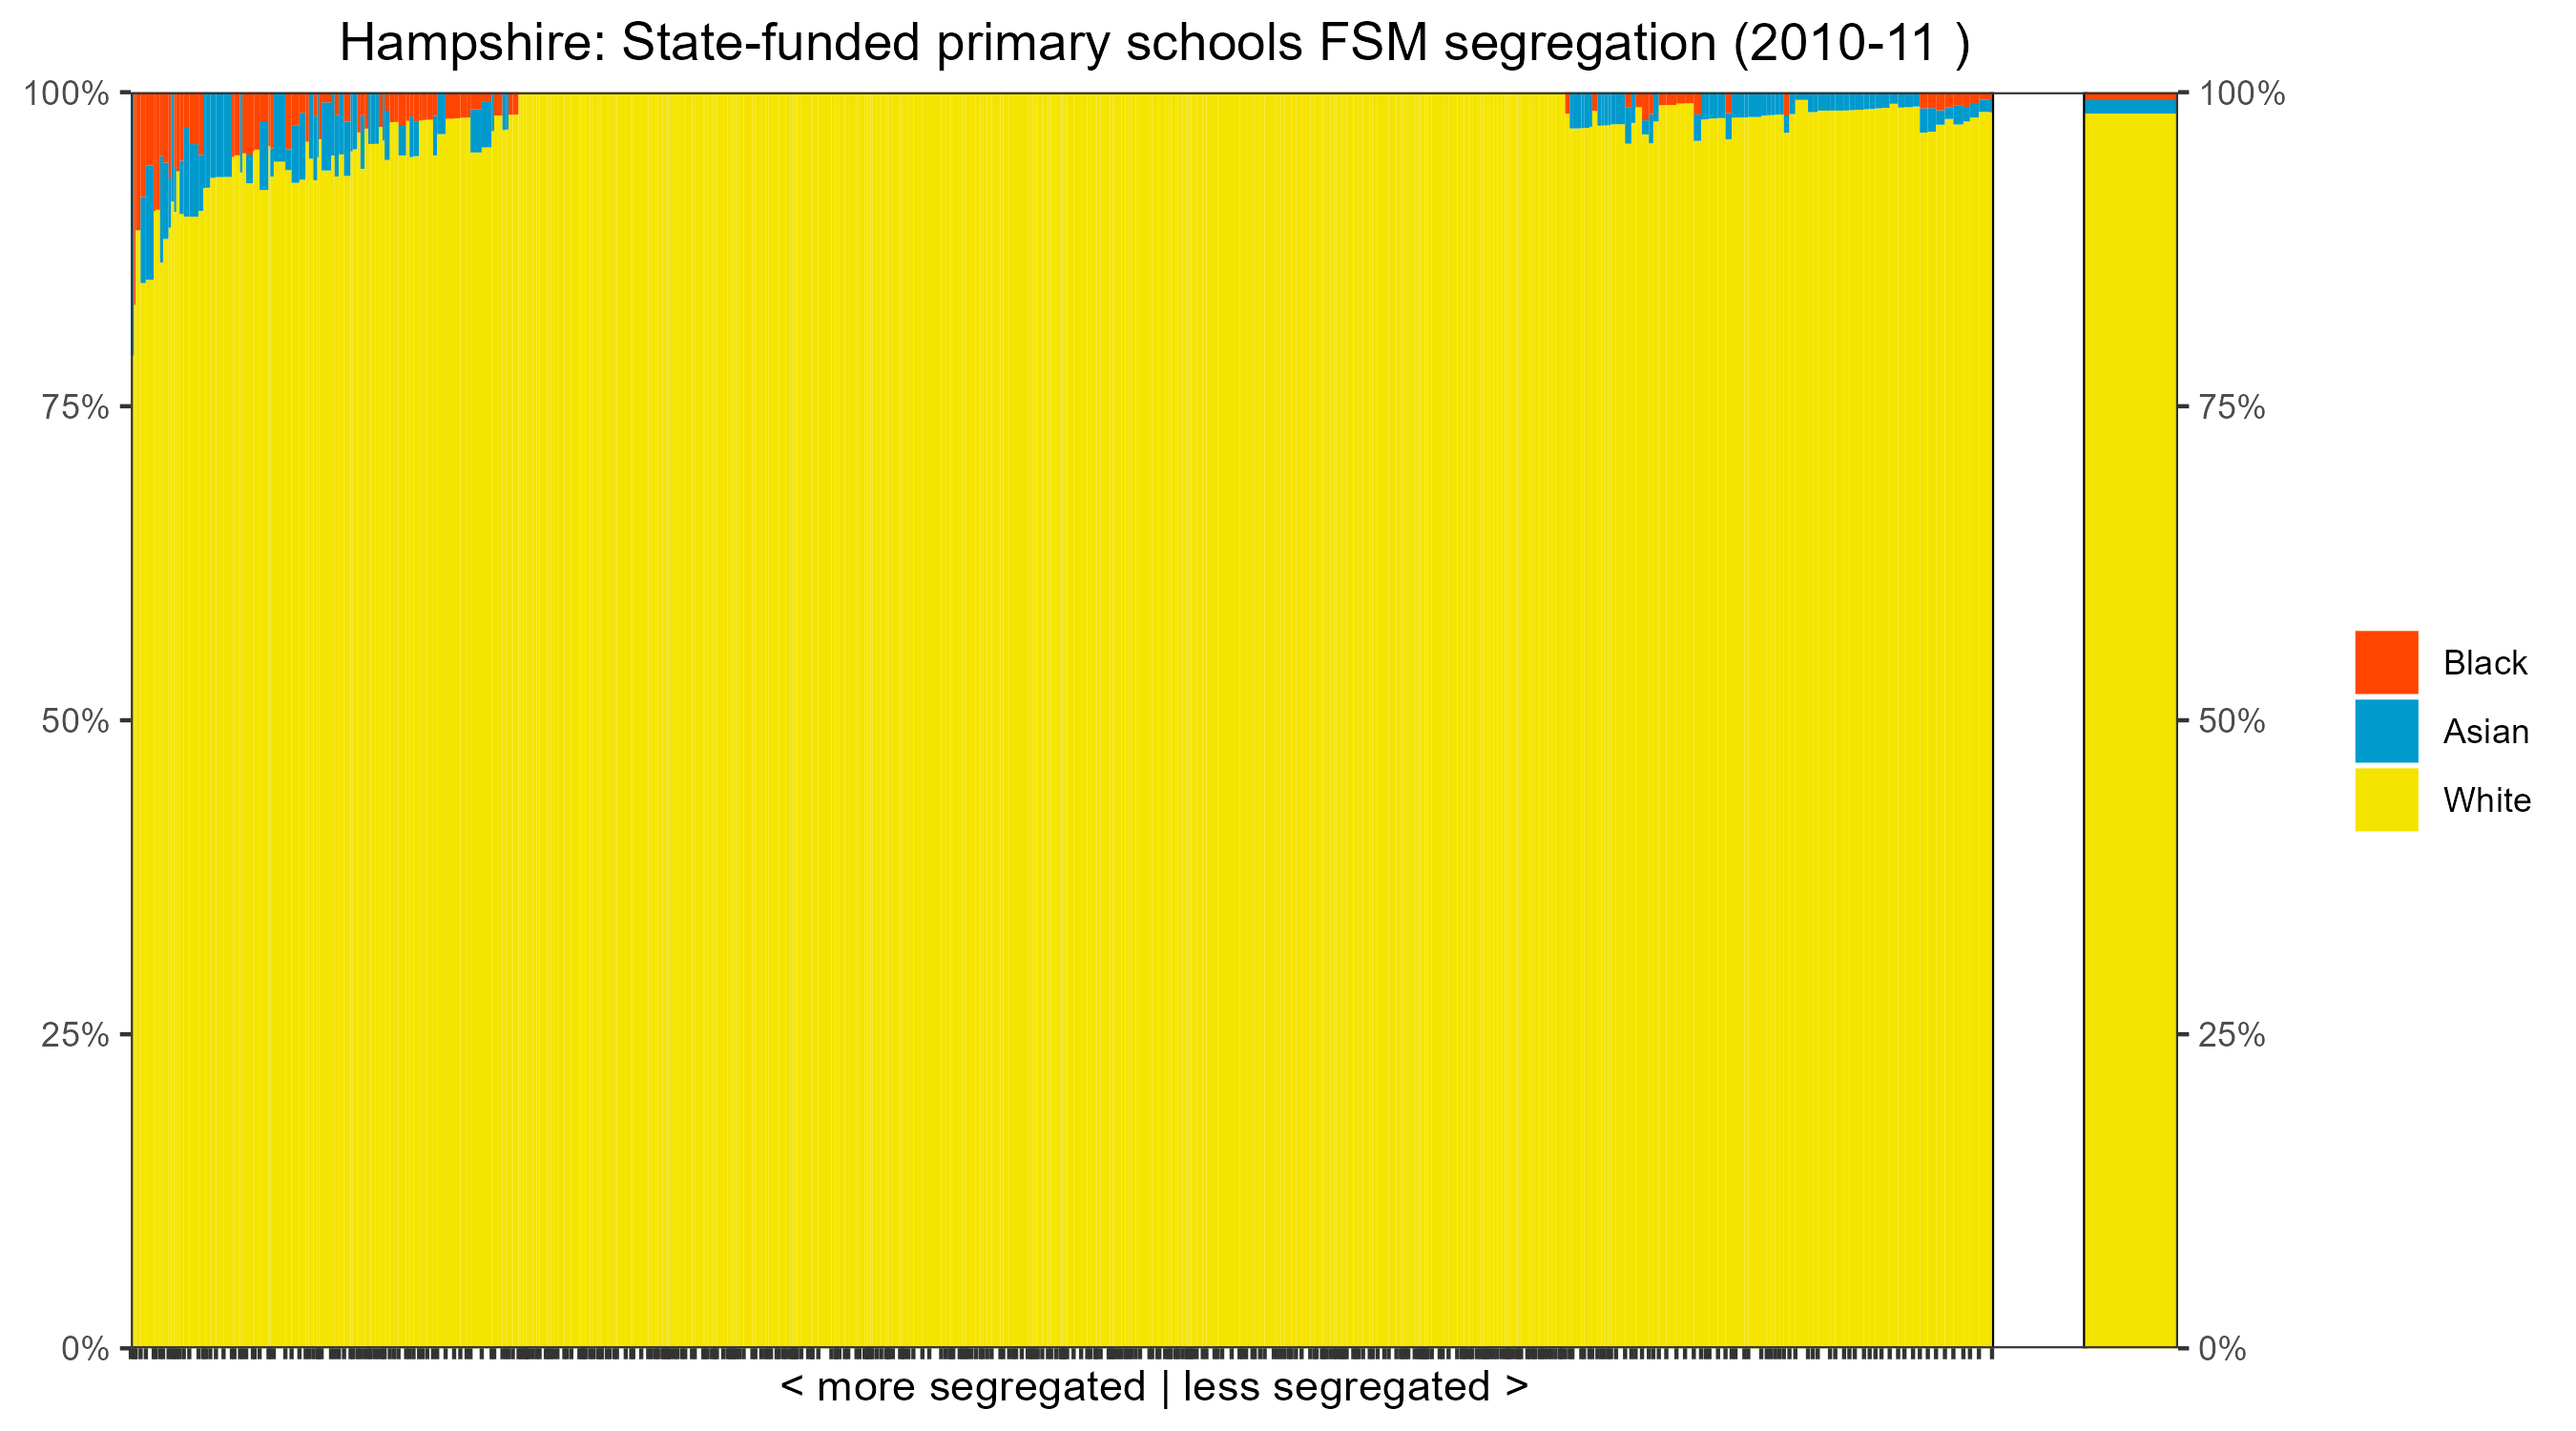 Hampshire: State-funded primary schools FSM segregation (2010-11 )
100%
75%
50%
25%
0%
100%
75%
50%
25%
0%
Black
Asian
White
< more segregated | less segregated >